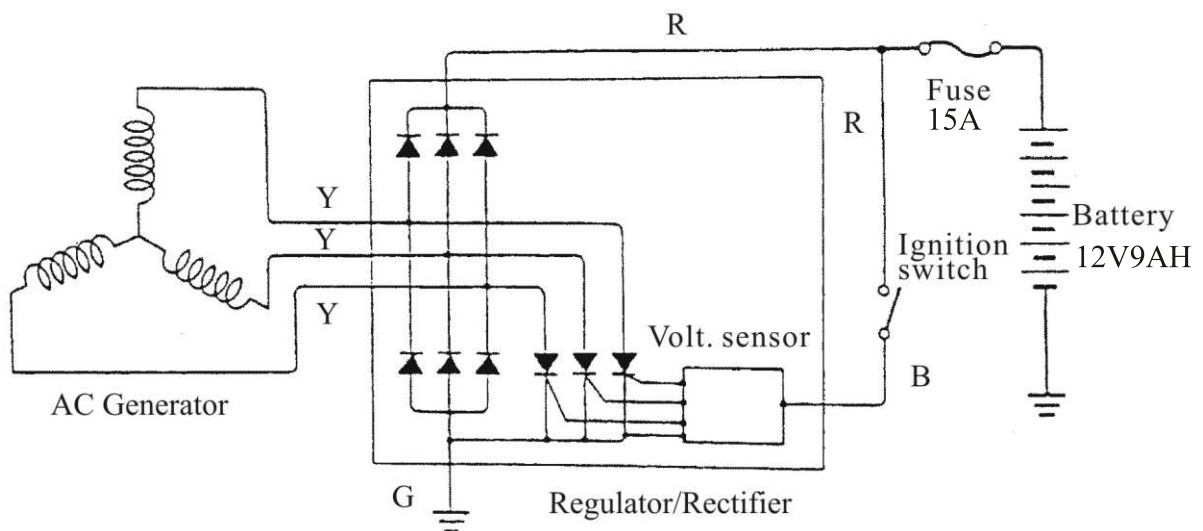 R
Fuse
15A
R
Y
Y
Y
Battery
12V9AH
Ignition
switch
Volt. sensor
B
AC Generator
G
Regulator/Rectifier